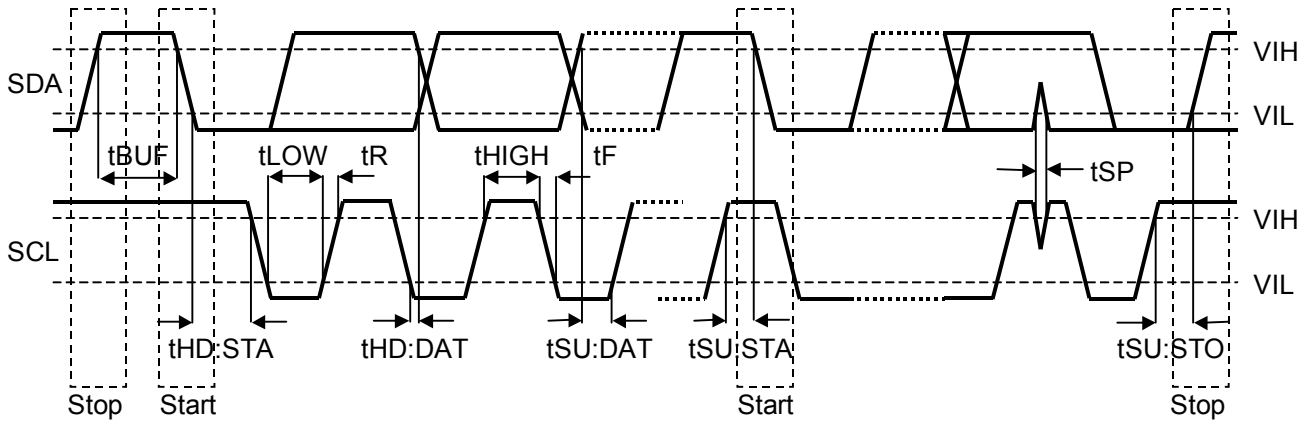 VIH
SDA
VIL
tBUF tLOW tR tHIGH tF
tSP
VIH
SCL
VIL
tHD:STA tHD:DAT tSU:DAT tSU:STA tSU:STO
Stop Start Start Stop